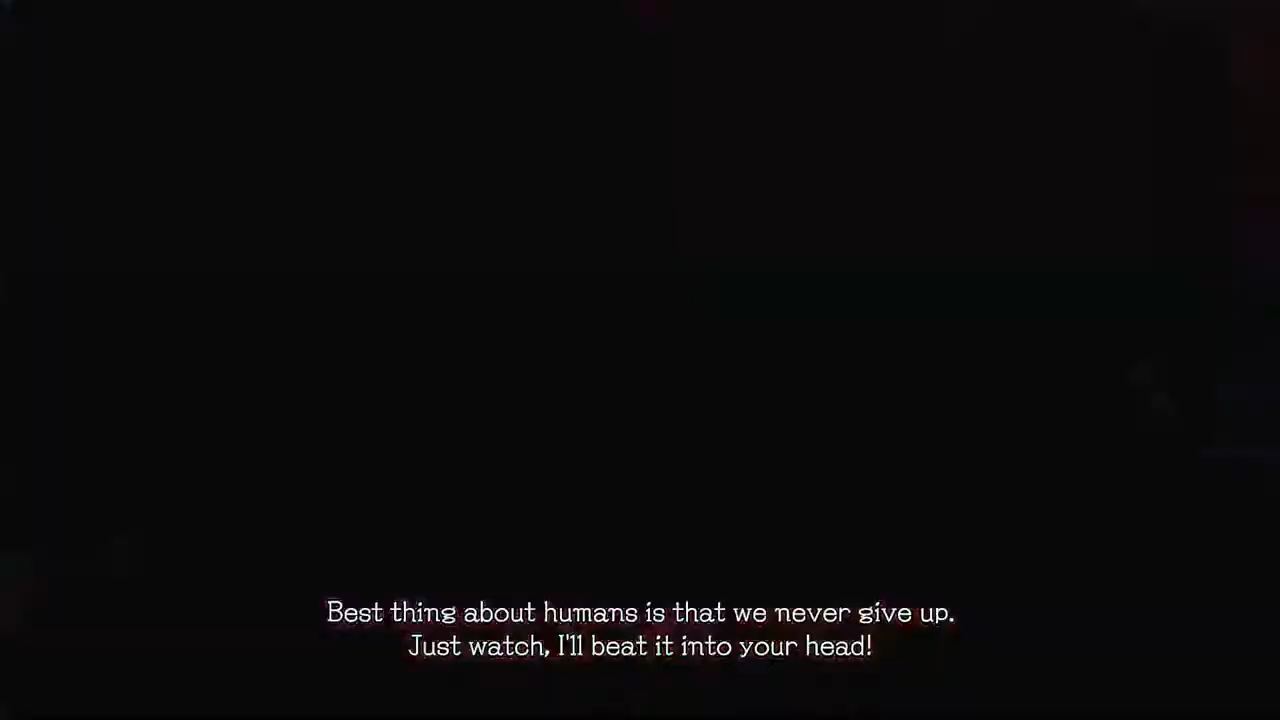 Best thing about humans is that we never give up.
Just watch, I'll beat it into your head!